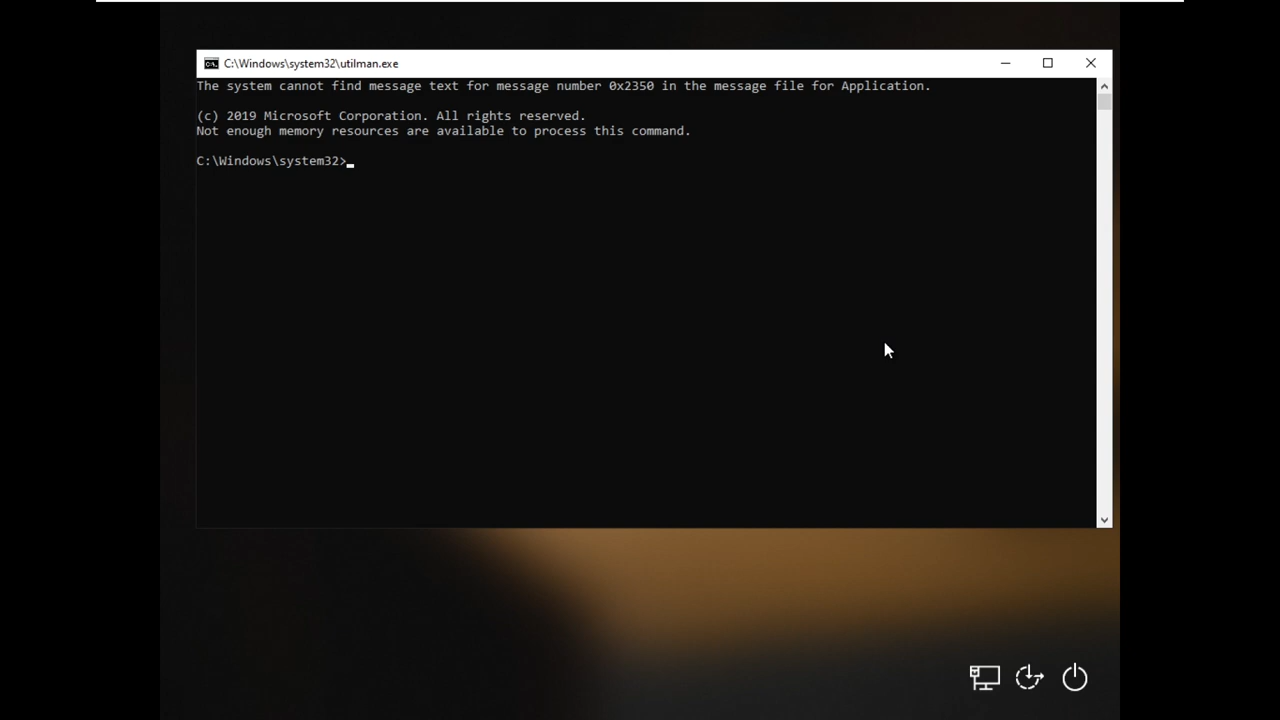 C:\Windows\system32\utilman.exe
The system cannot find message text for message number 0x2350 in the message file for Application.
(c) 2019 Microsoft Corporation. All rights reserved.
Not enough memory resources are available to process this command.
C:\Windows\system32>